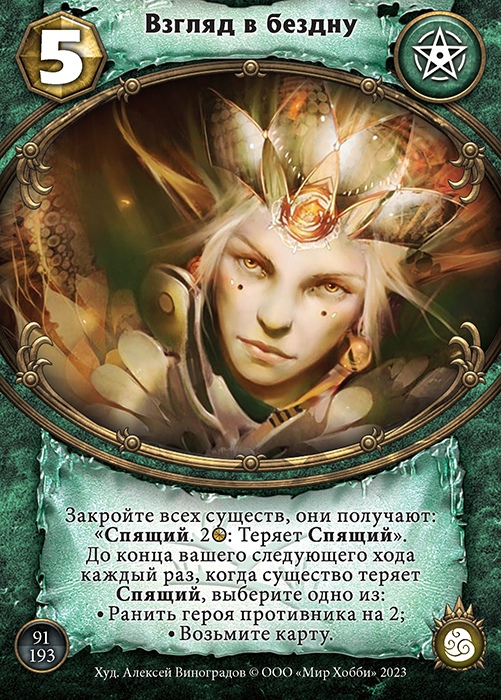 Взгляд в бездну
5
Закройте всех существ, они получают:
«Спящий. 2: Теряет Спящий».
До конца вашего следующего хода
каждый раз, когда существо теряет
Спящий, выберите одно из:
• Ранить героя противника на 2;
• Возьмите карту.
91
193
Худ. Алексей Виноградов © ООО «Мир Хобби» 2023